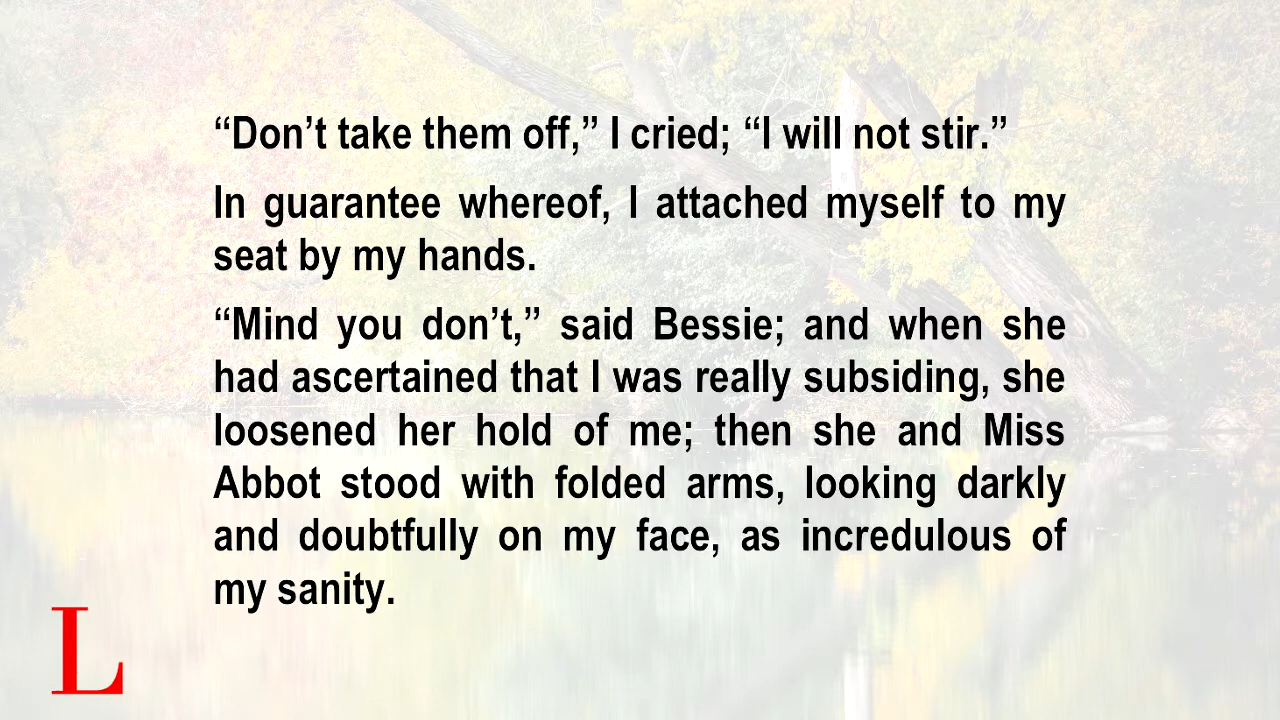 “Don’t take them off,” I cried; “I will not stir.”
In guarantee whereof, I attached myself to my
seat by my hands.
“Mind you don’t,” said Bessie; and when she
had ascertained that I was really subsiding, she
loosened her hold of me; then she and Miss
Abbot stood with folded arms, looking darkly
and doubtfully on my face, as incredulous of
my sanity.
L